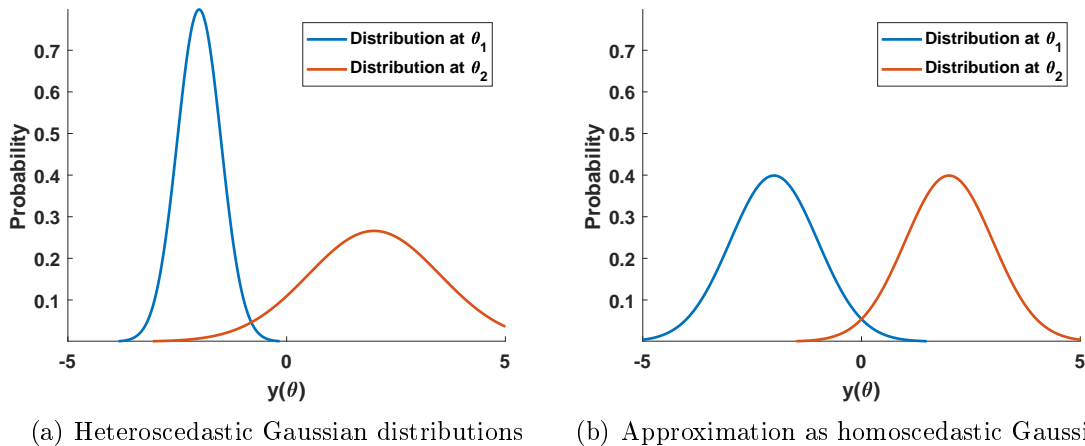 Distribution at θ1
Distribution at θ2
0.7
0.6
0.5
0.4
0.3
0.2
0.1
Probability
-5
0
5
y(θ)
(a) Heteroscedastic Gaussian distributions
Distribution at θ1
Distribution at θ2
0.7
0.6
0.5
0.4
0.3
0.2
0.1
Probability
-5
0
5
y(θ)
(b) Approximation as homoscedastic Gaussi